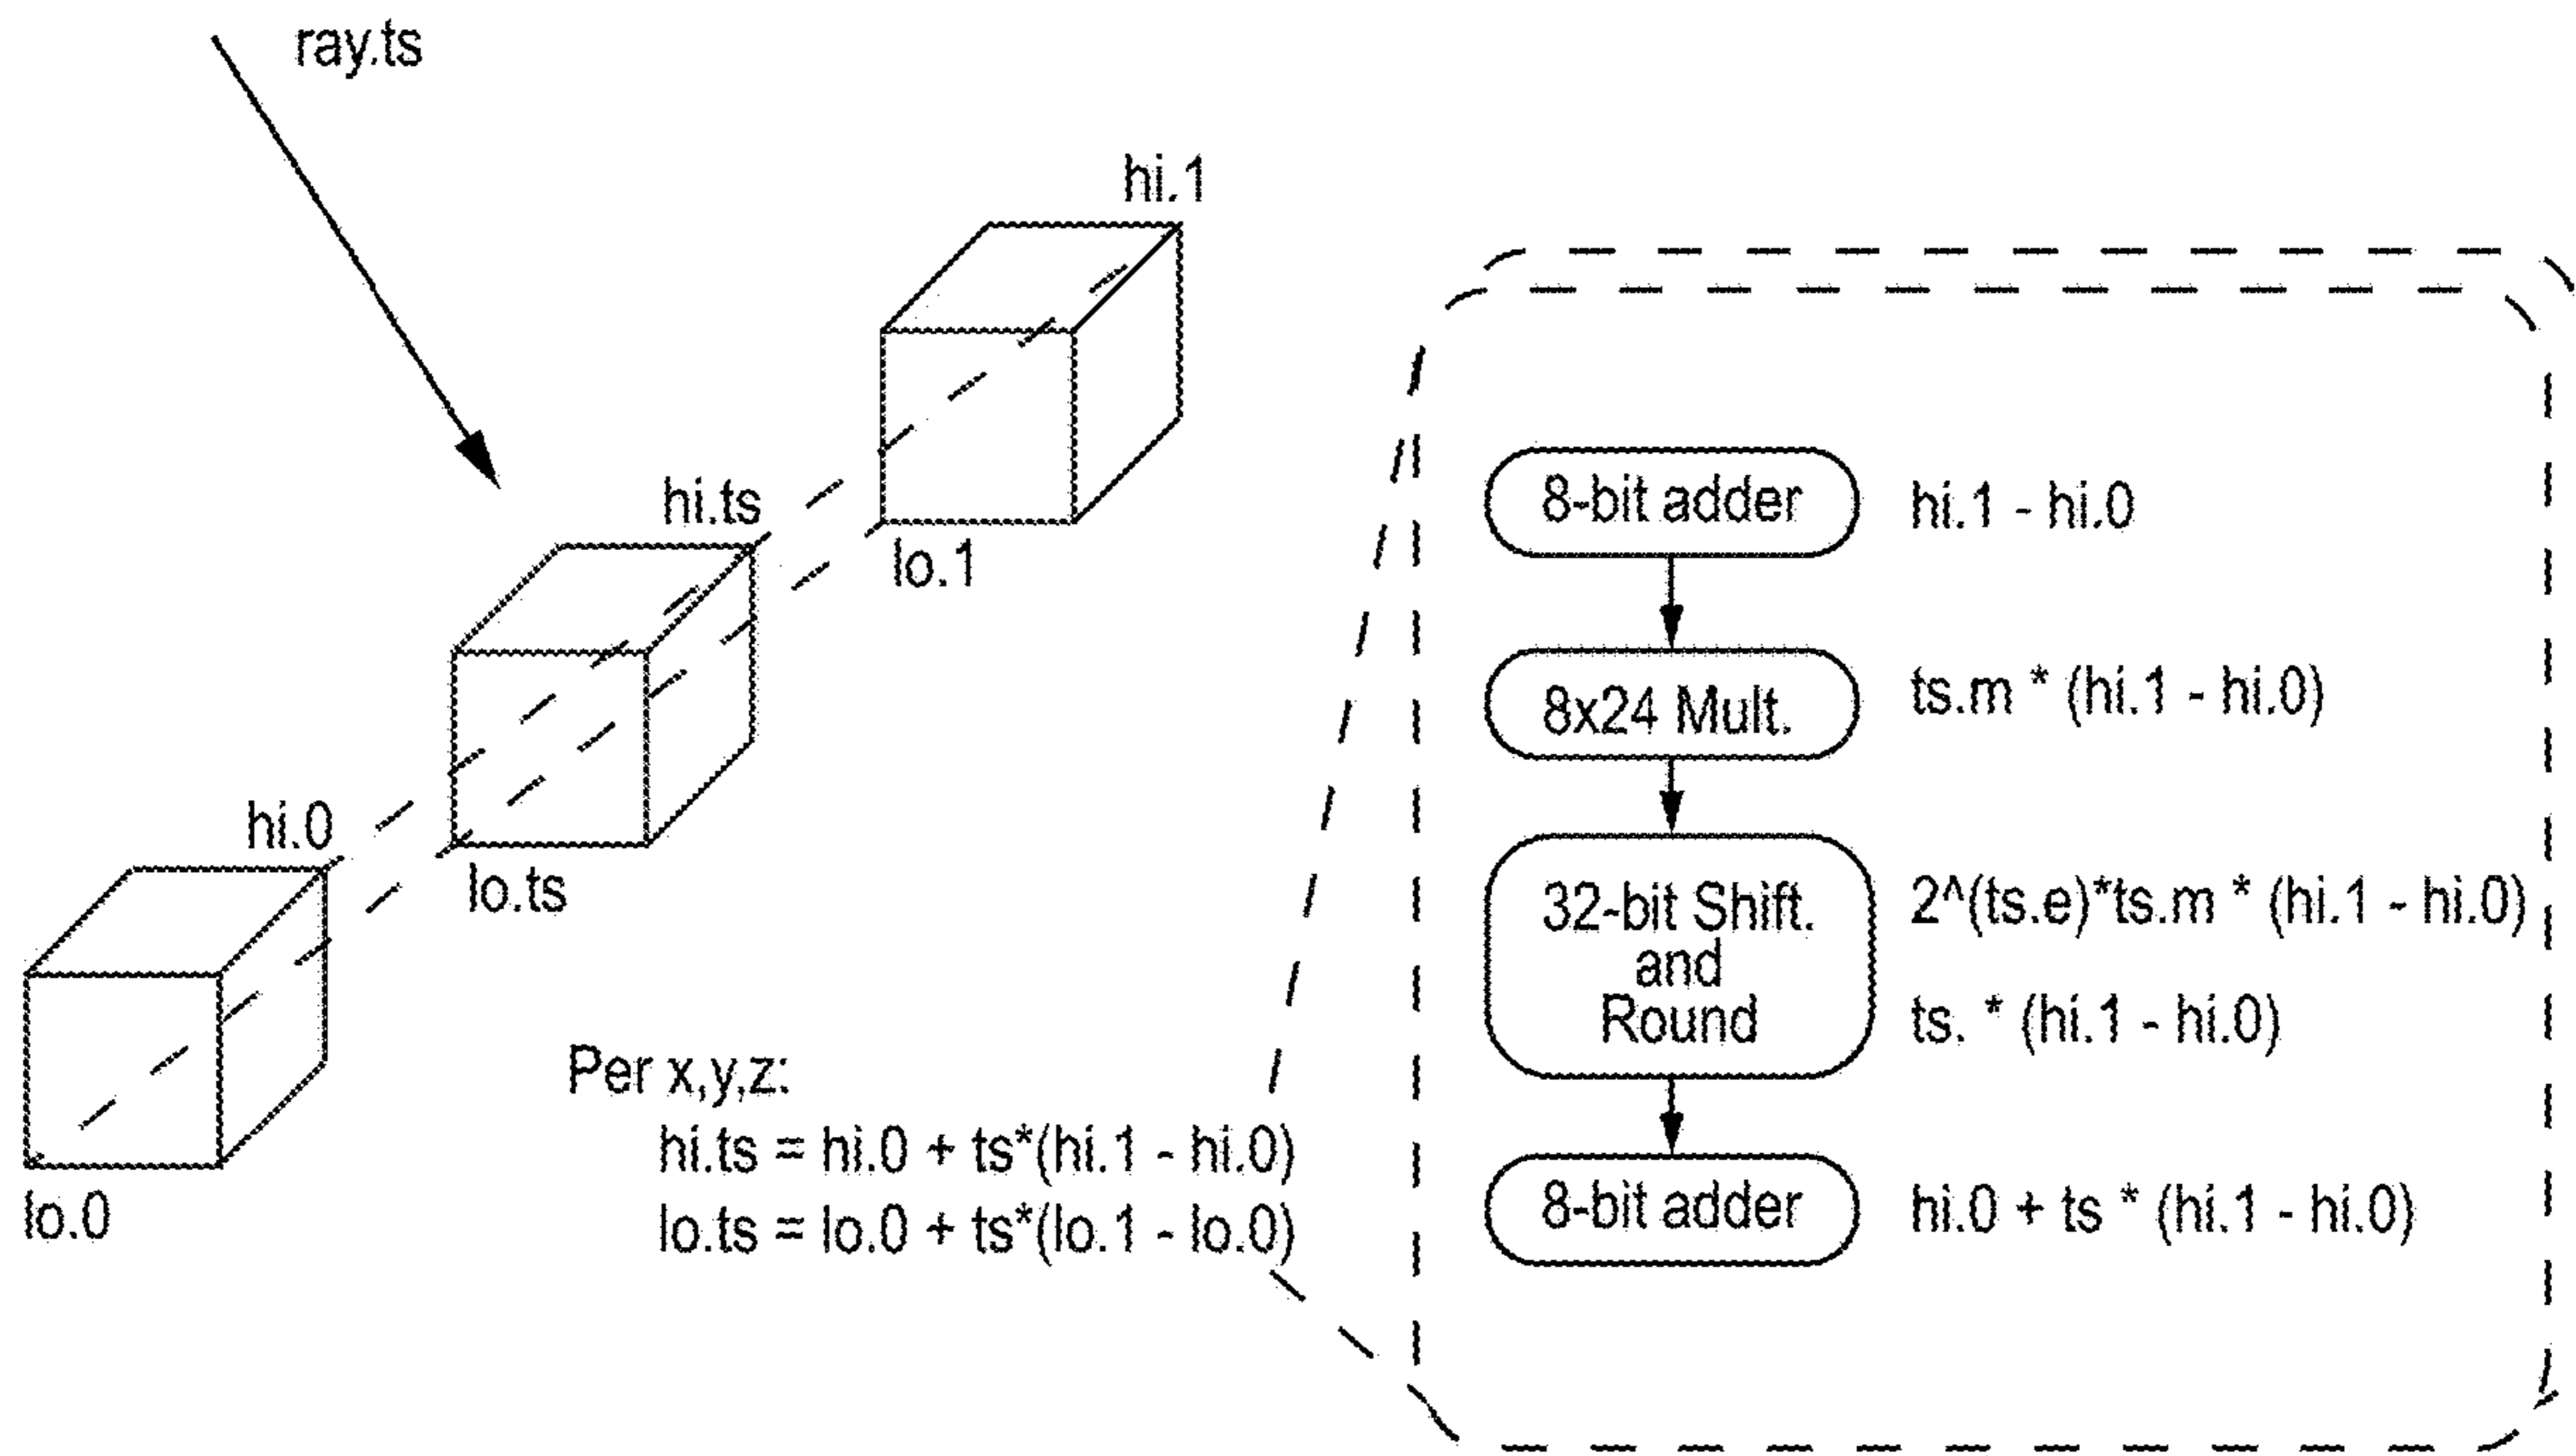 ray.ts
hi.1
hi.ts
lo.1
hi.0
lo.ts
lo.0
Per x,y,z:
hi.ts = hi.0 + ts*(hi.1 - hi.0)
lo.ts = lo.0 + ts*(lo.1 - lo.0)
8-bit adder
hi.1 - hi.0
8x24 Mult.
ts.m * (hi.1 - hi.0)
32-bit Shift.
and
Round
2^(ts.e)*ts.m * (hi.1 - hi.0)
ts. * (hi.1 - hi.0)
8-bit adder
hi.0 + ts * (hi.1 - hi.0)